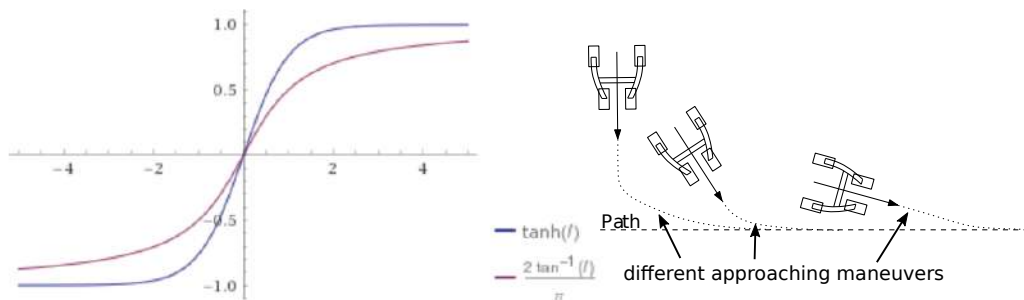 1.0
0.5
−4
−2
2
4
−0.5
−1.0
tanh(l)
2 tan⁻¹(l)
π
Path
different approaching maneuvers